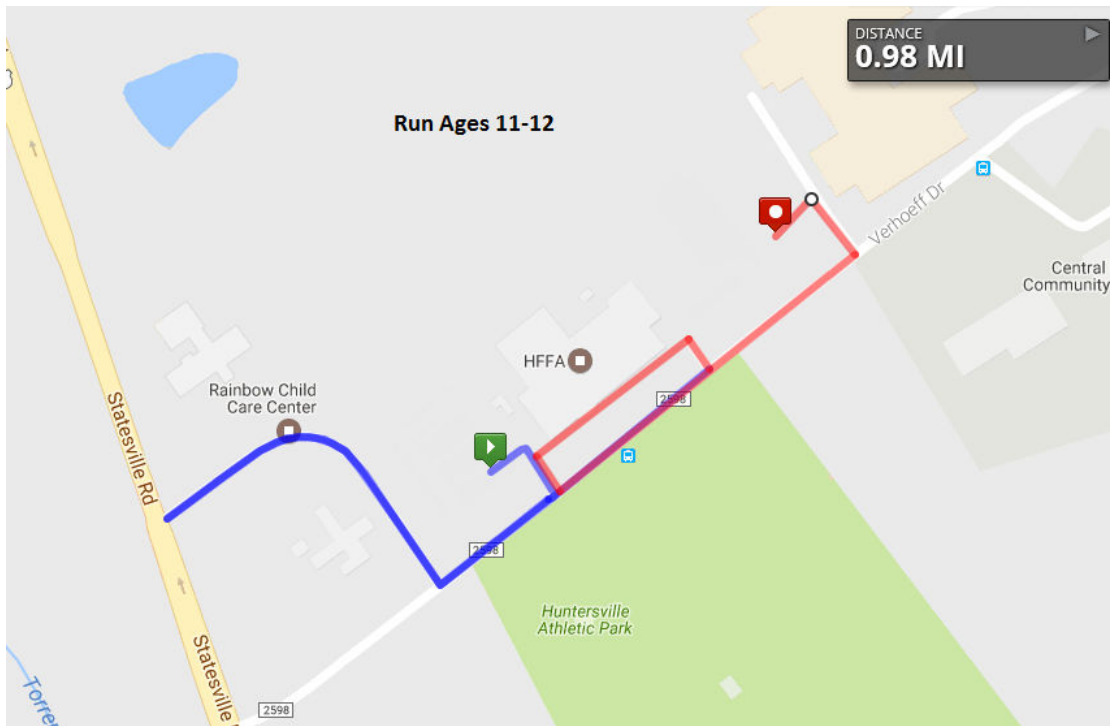 DISTANCE
0.98 MI
Run Ages 11-12
Verhoeff Dr
Central
Community
HFFA
2598
Rainbow Child
Care Center
Statesville Rd
2598
Huntersville
Athletic Park
Statesville
2598
Torre